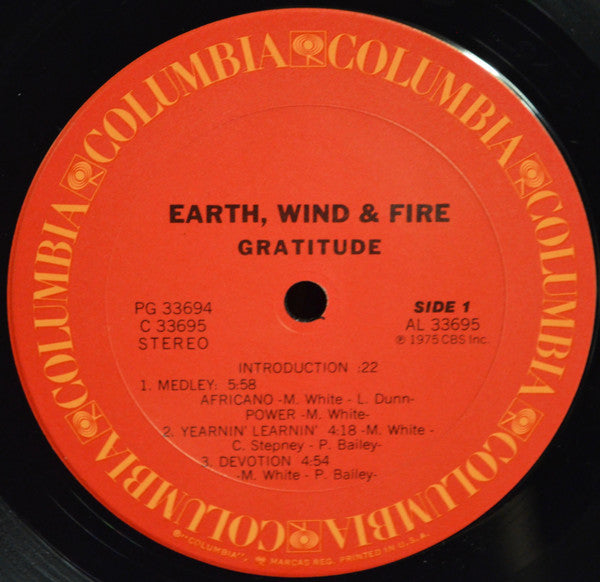 COLUMBIA COLUMBIA COLUMBIA COLUMBIA COLUMBIA COLUMBIA
EARTH, WIND & FIRE
GRATITUDE
PG 33694
C 33695
STEREO
SIDE 1
AL 33695
℗ 1975 CBS Inc.
INTRODUCTION :22
1. MEDLEY: 5:58
AFRICANO -M. White - L. Dunn-
POWER -M. White-
2. YEARNIN' LEARNIN' 4:18 -M. White -
C. Stepney - P. Bailey-
3. DEVOTION 4:54
-M. White - P. Bailey-
®"COLUMBIA", MARCAS REG. PRINTED IN U.S.A.